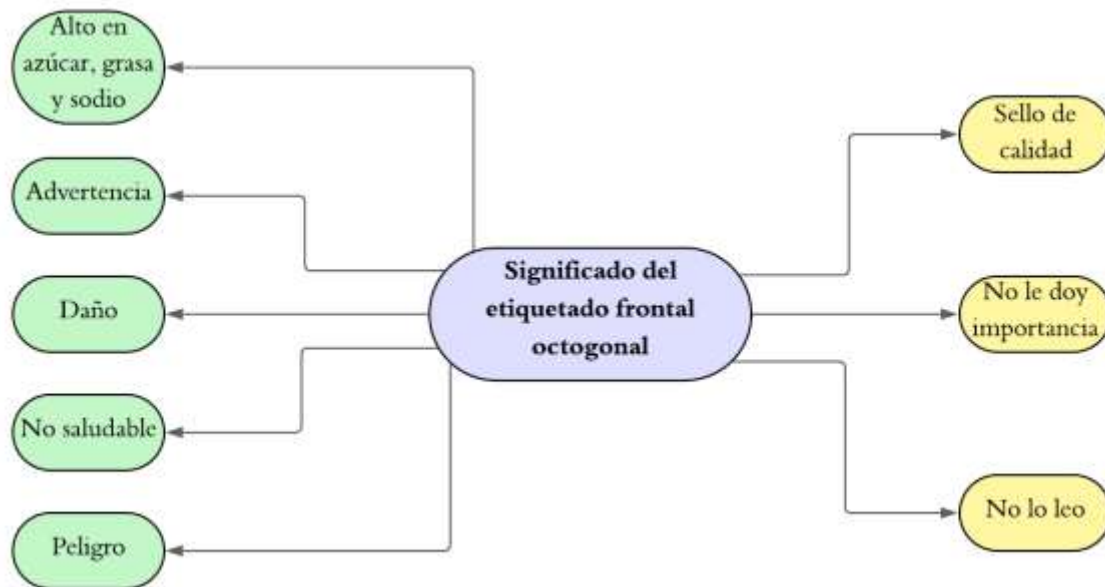 Alto en
azúcar, grasa
y sodio
Advertencia
Daño
No saludable
Peligro
Significado del
etiquetado frontal
octogonal
Sello de
calidad
No le doy
importancia
No lo leo